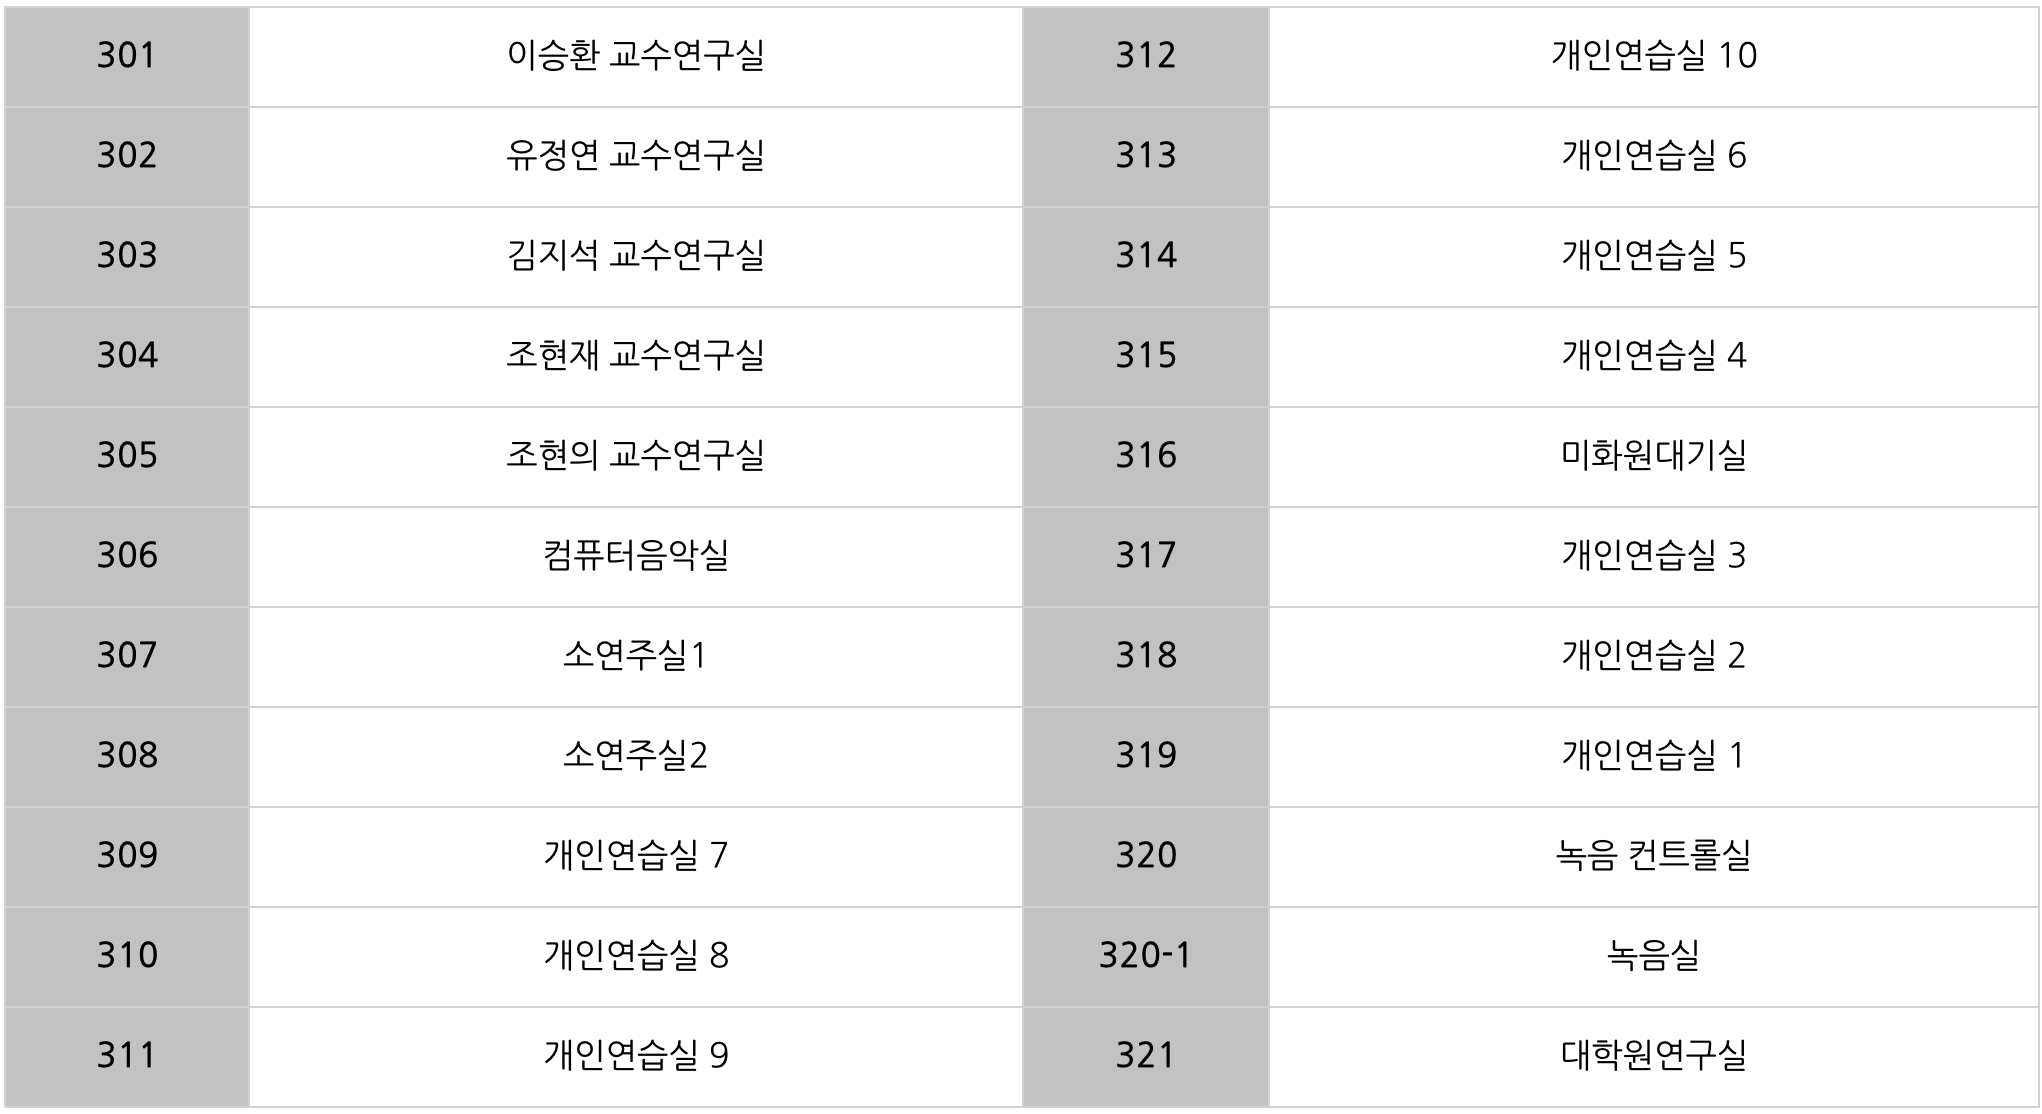 301 이승환 교수연구실 312 개인연습실 10
302 유정연 교수연구실 313 개인연습실 6
303 김지석 교수연구실 314 개인연습실 5
304 조현재 교수연구실 315 개인연습실 4
305 조현의 교수연구실 316 미화원대기실
306 컴퓨터음악실 317 개인연습실 3
307 소연주실1 318 개인연습실 2
308 소연주실2 319 개인연습실 1
309 개인연습실 7 320 녹음 컨트롤실
310 개인연습실 8 320-1 녹음실
311 개인연습실 9 321 대학원연구실